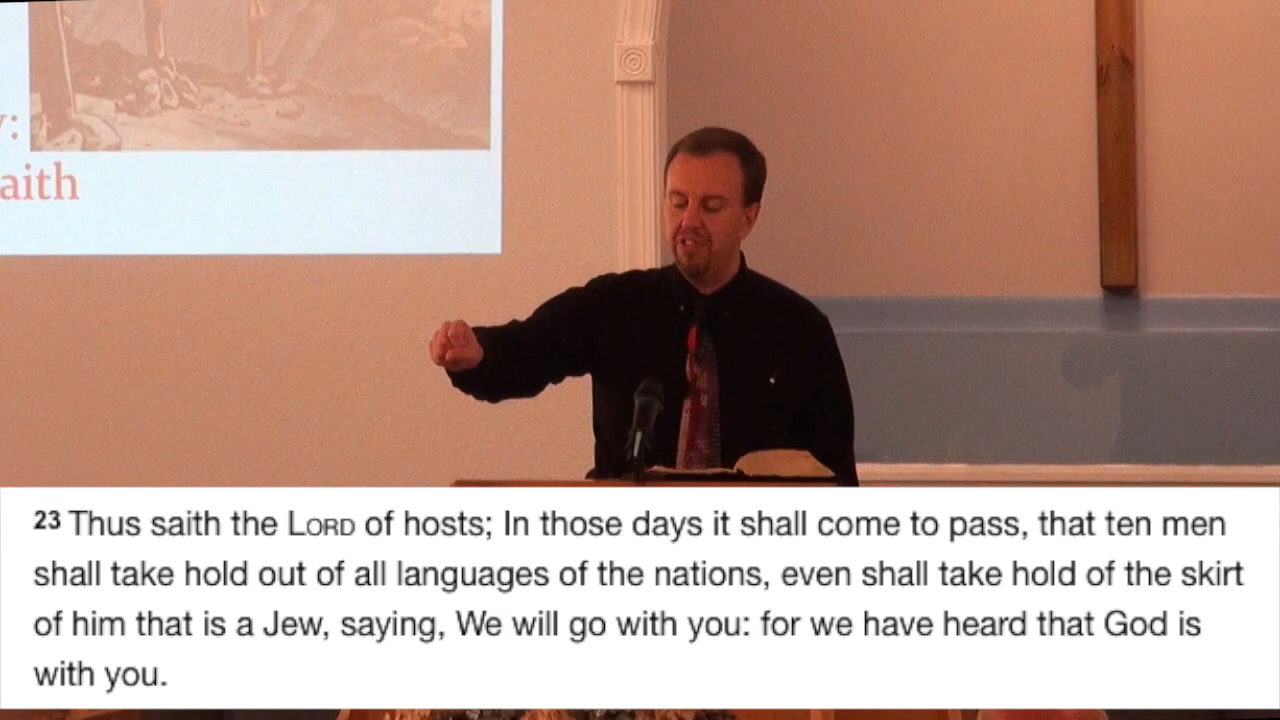 aith
23 Thus saith the LORD of hosts; In those days it shall come to pass, that ten men
shall take hold out of all languages of the nations, even shall take hold of the skirt
of him that is a Jew, saying, We will go with you: for we have heard that God is
with you.